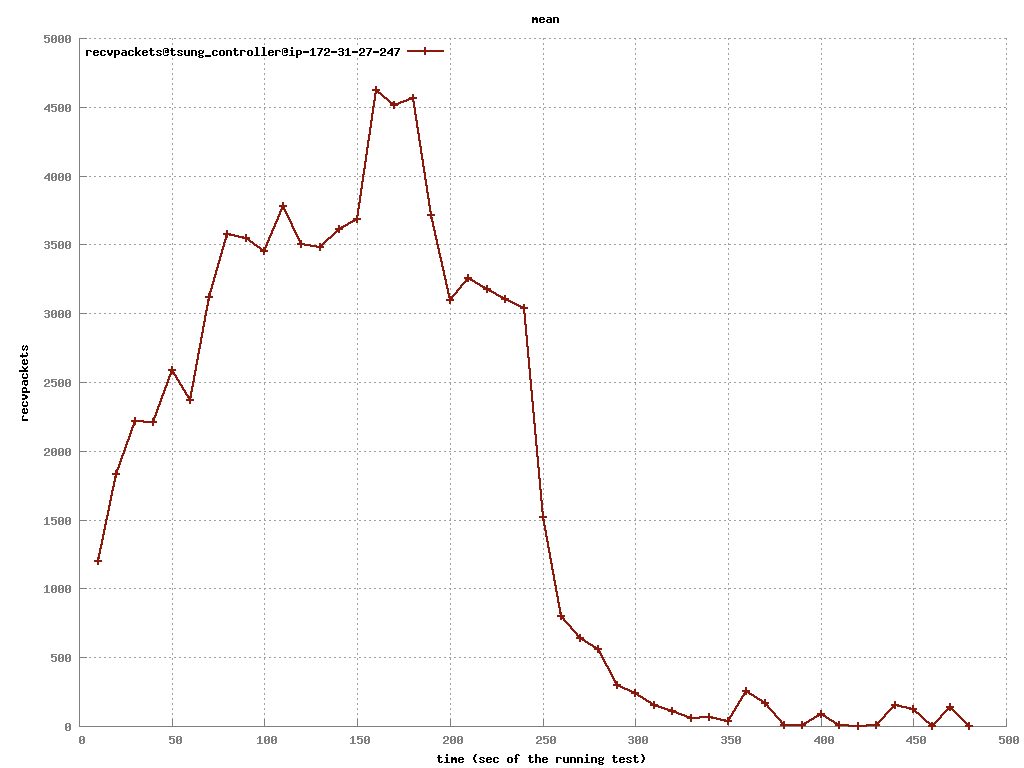 mean
5000
recvpackets@tsung_controller@ip-172-31-27-247
4500
4000
3500
3000
2500
2000
1500
1000
500
0
recvpackets
0 50 100 150 200 250 300 350 400 450 500
time (sec of the running test)